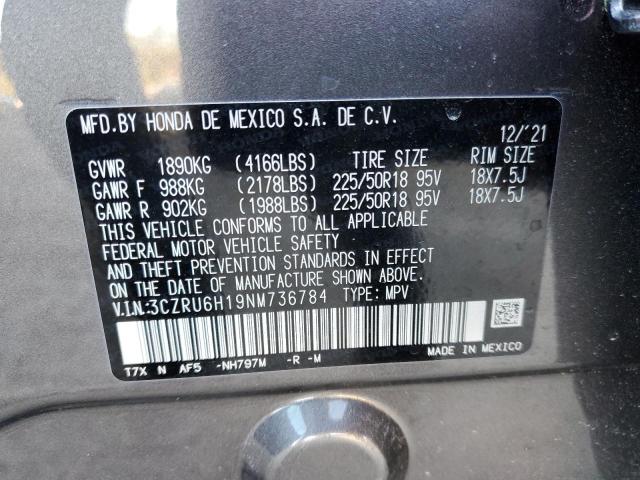 MFD.BY HONDA DE MEXICO S.A. DE C.V.
12/'21
GVWR 1890KG (4166LBS) TIRE SIZE RIM SIZE
GAWR F 988KG (2178LBS) 225/50R18 95V 18X7.5J
GAWR R 902KG (1988LBS) 225/50R18 95V 18X7.5J
THIS VEHICLE CONFORMS TO ALL APPLICABLE
FEDERAL MOTOR VEHICLE SAFETY
AND THEFT PREVENTION STANDARDS IN EFFECT
ON THE DATE OF MANUFACTURE SHOWN ABOVE.
V.I.N:3CZRU6H19NM736784 TYPE: MPV
MADE IN MEXICO
T7X N AF5 -NH797M -R -M